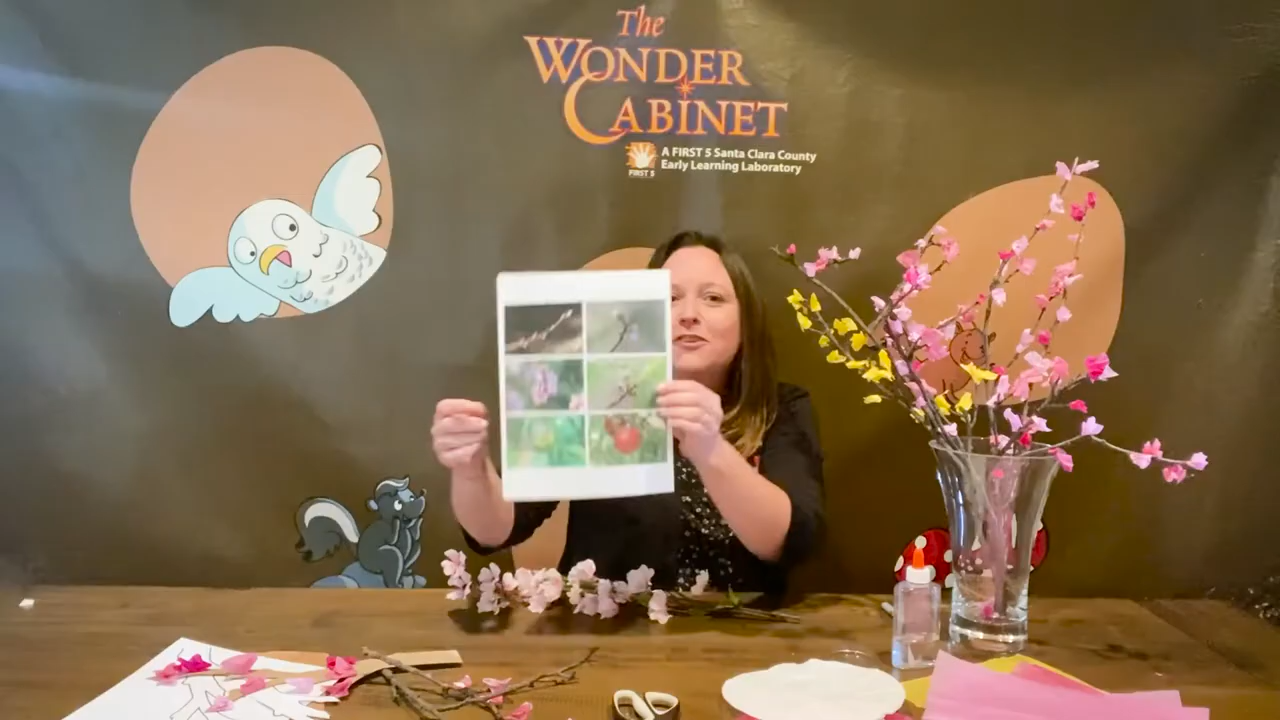 The
WONDER
CABINET
A FIRST 5 Santa Clara County
Early Learning Laboratory
FIRST 5